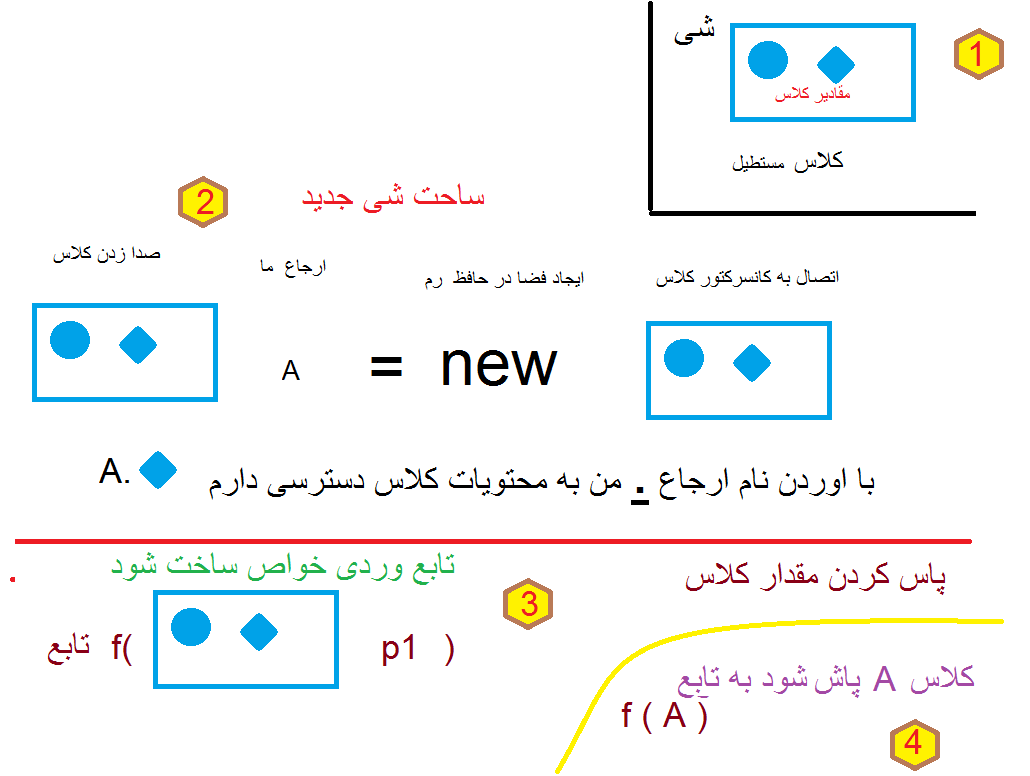 1
شی
مقادیر کلاس
کلاس مستطیل
2
ساحت شی جدید
صدا زدن کلاس
ارجاع ما
ایجاد فضا در حافظ رم
اتصال به کانسرکتور کلاس
A = new
A.
با اوردن نام ارجاع . من به محتویات کلاس دسترسی دارم
تابع وردی خواص ساخت شود
3
تابع f( p1 )
پاس کردن مقدار کلاس
کلاس A پاش شود به تابع
f ( A )
4